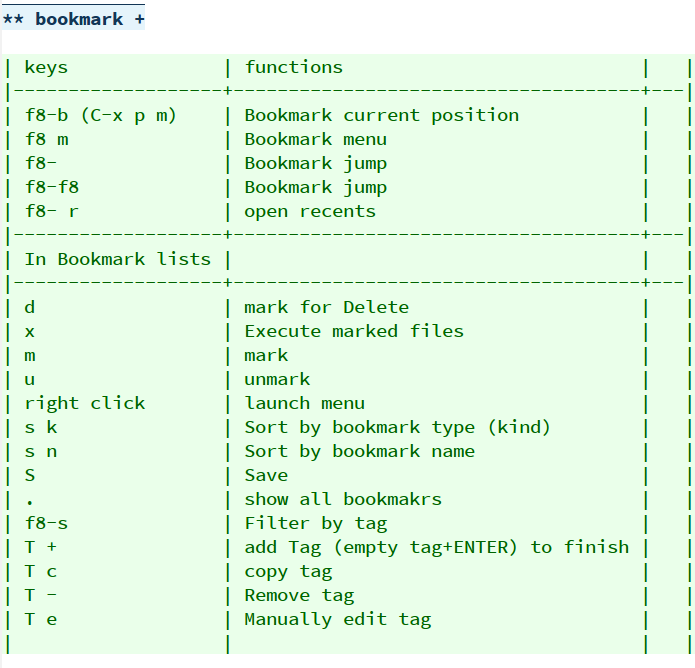 ** bookmark +
| keys              | functions                           |   |
|-------------------+-------------------------------------+---|
| f8-b (C-x p m)    | Bookmark current position           |   |
| f8 m              | Bookmark menu                       |   |
| f8-               | Bookmark jump                       |   |
| f8-f8             | Bookmark jump                       |   |
| f8- r             | open recents                        |   |
|-------------------+-------------------------------------+---|
| In Bookmark lists |                                     |   |
|-------------------+-------------------------------------+---|
| d                 | mark for Delete                     |   |
| x                 | Execute marked files                |   |
| m                 | mark                                |   |
| u                 | unmark                              |   |
| right click       | launch menu                         |   |
| s k               | Sort by bookmark type (kind)        |   |
| s n               | Sort by bookmark name               |   |
| S                 | Save                                |   |
| .                 | show all bookmakrs                  |   |
| f8-s              | Filter by tag                       |   |
| T +               | add Tag (empty tag+ENTER) to finish |   |
| T c               | copy tag                            |   |
| T -               | Remove tag                          |   |
| T e               | Manually edit tag                   |   |
|                   |                                     |   |